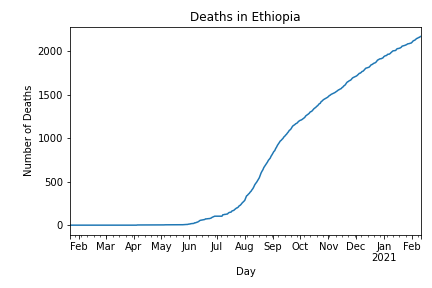 Deaths in Ethiopia
Number of Deaths
2000
1500
1000
500
0
Feb Mar Apr May Jun Jul Aug Sep Oct Nov Dec Jan Feb
2021
Day